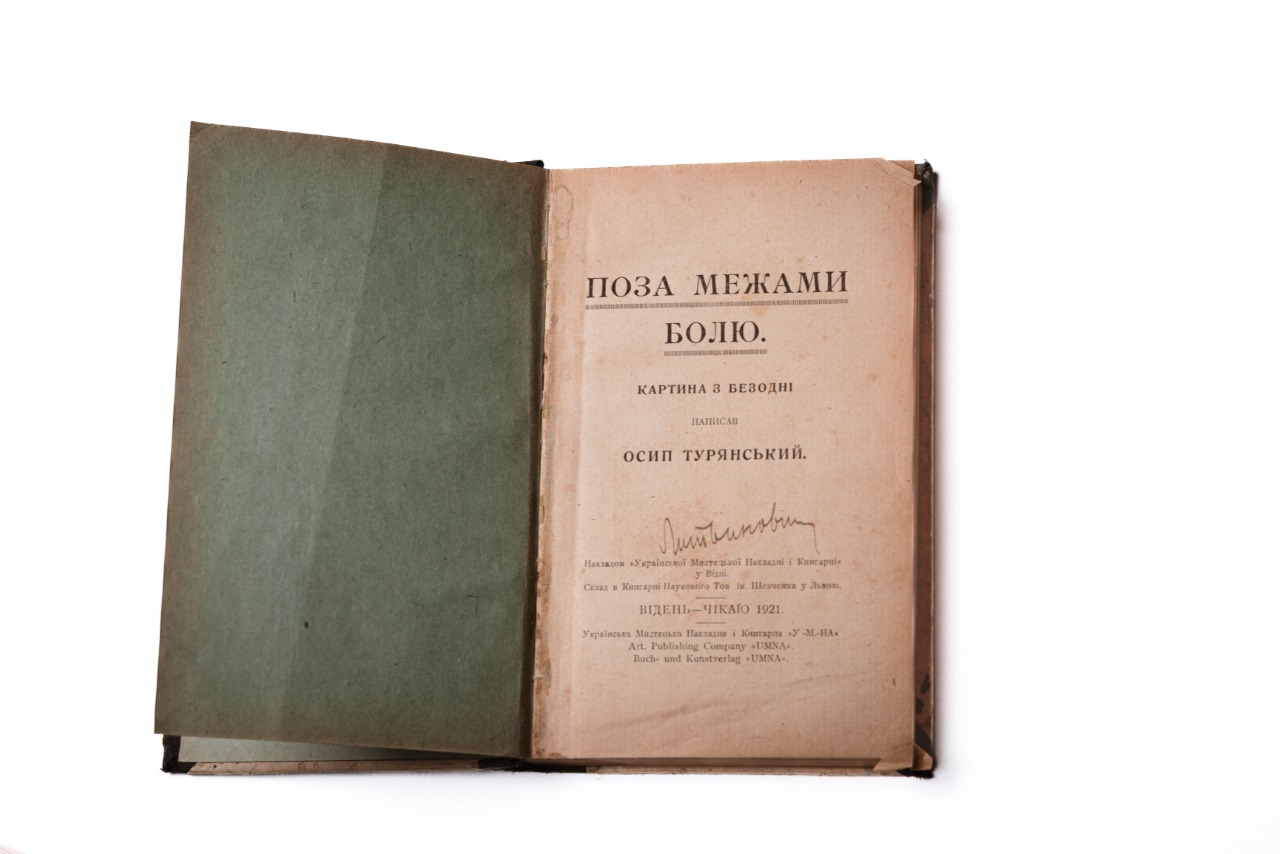 ПОЗА МЕЖАМИ
БОЛЮ.
КАРТИНА З БЕЗОДНІ
НАПИСАВ
ОСИП ТУРЯНСЬКИЙ.
Литвинович
Накладом »Української Мистецької Накладні і Книгарні«
у Відні.
Склад в Книгарні Наукового Тов ім. Шевченка у Львові.
ВІДЕНЬ—ЧІКАҐО 1921.
Українська Мистецька Накладня і Книгарня »У.-М.-НА«
Art. Publishing Company »UMNA«.
Buch- und Kunstverlag »UMNA«.